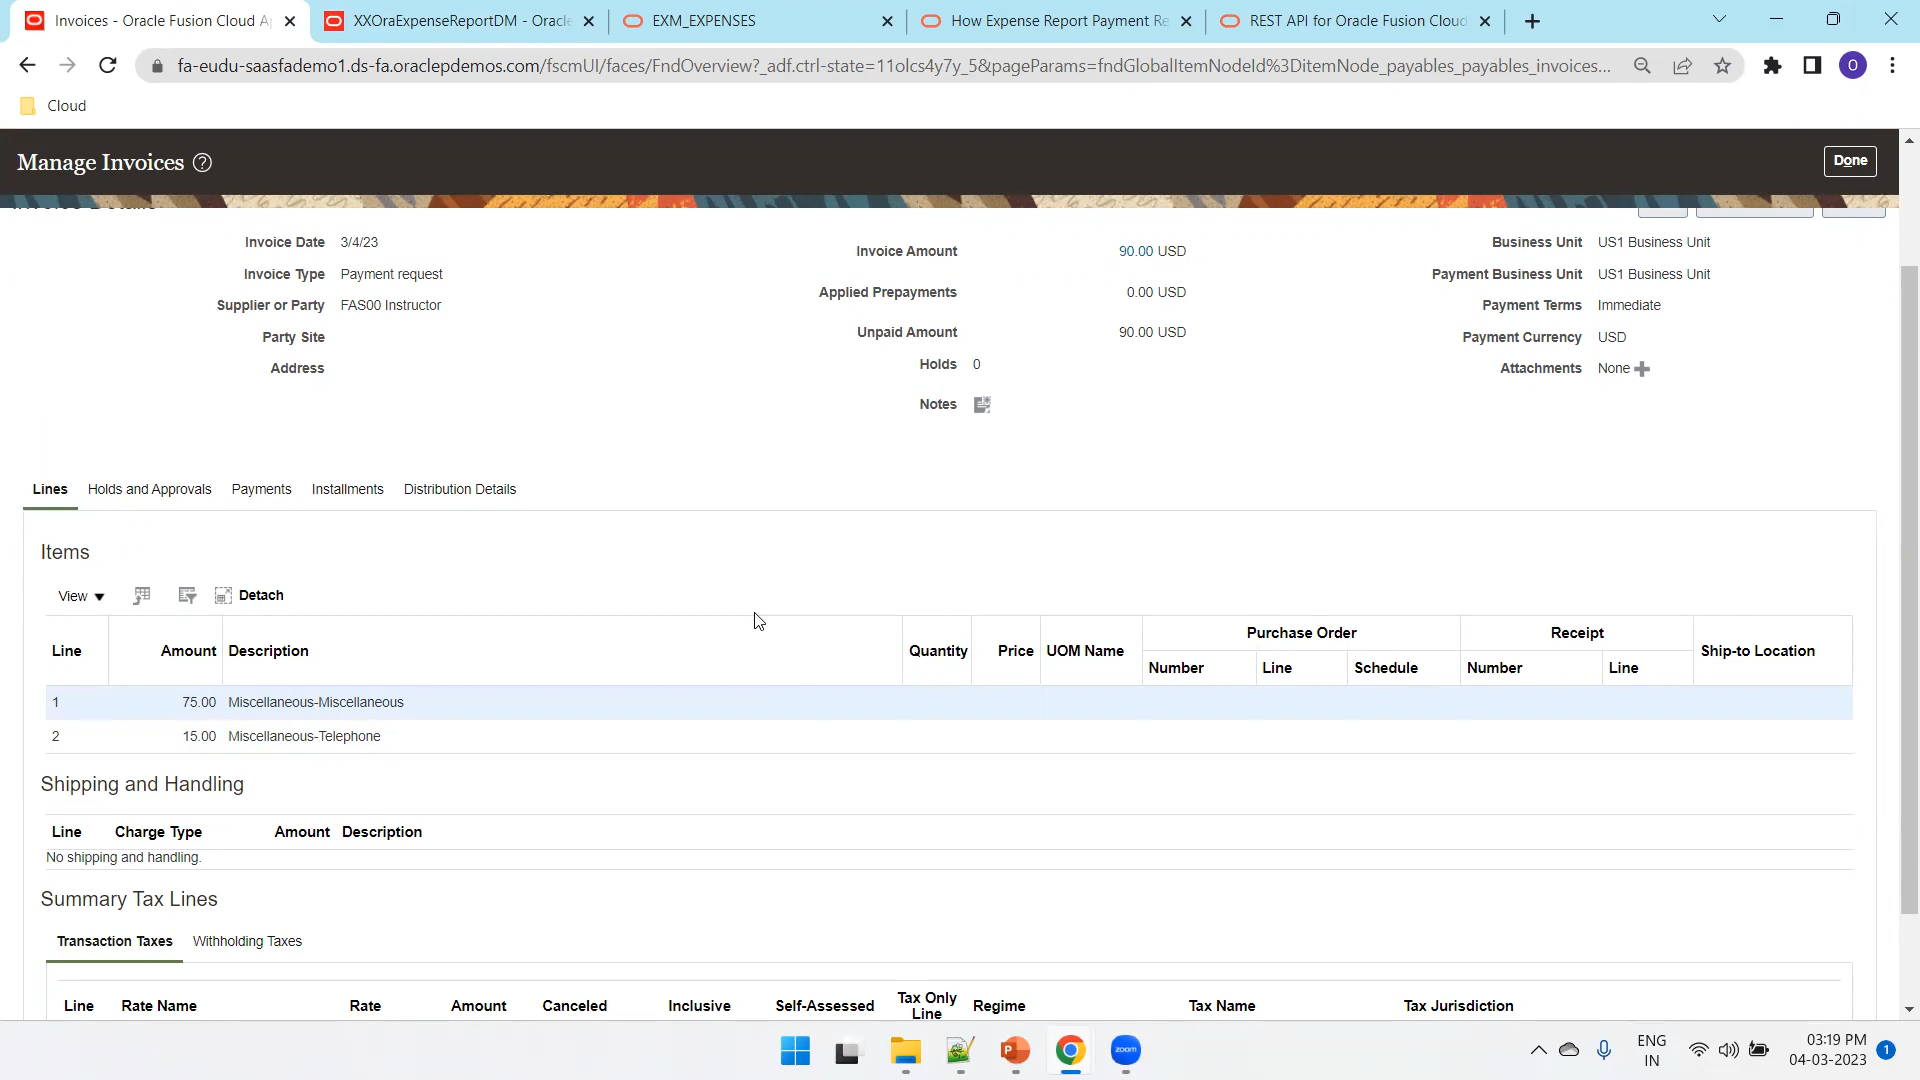 Invoices - Oracle Fusion Cloud A
XXOraExpenseReportDM - Oracle
EXM_EXPENSES
How Expense Report Payment Re
REST API for Oracle Fusion Cloud
fa-eudu-saasfademo1.ds-fa.oraclepdemos.com/fscmUI/faces/FndOverview?_adf.ctrl-state=11olcs4y7y_5&pageParams=fndGlobalItemNodeId%3DitemNode_payables_payables_invoices...
O
Cloud
Manage Invoices ?
Done
Invoice Date 3/4/23
Invoice Type Payment request
Supplier or Party FAS00 Instructor
Party Site
Address
Invoice Amount 90.00 USD
Applied Prepayments 0.00 USD
Unpaid Amount 90.00 USD
Holds 0
Notes
Business Unit US1 Business Unit
Payment Business Unit US1 Business Unit
Payment Terms Immediate
Payment Currency USD
Attachments None
Lines Holds and Approvals Payments Installments Distribution Details
Items
View Detach
Line Amount Description Quantity Price UOM Name Purchase Order Receipt Ship-to Location
Number Line Schedule Number Line
1 75.00 Miscellaneous-Miscellaneous
2 15.00 Miscellaneous-Telephone
Shipping and Handling
Line Charge Type Amount Description
No shipping and handling.
Summary Tax Lines
Transaction Taxes Withholding Taxes
Line Rate Name Rate Amount Canceled Inclusive Self-Assessed Tax Only Line Regime Tax Name Tax Jurisdiction
zoom
ENG
IN
03:19 PM
04-03-2023
1